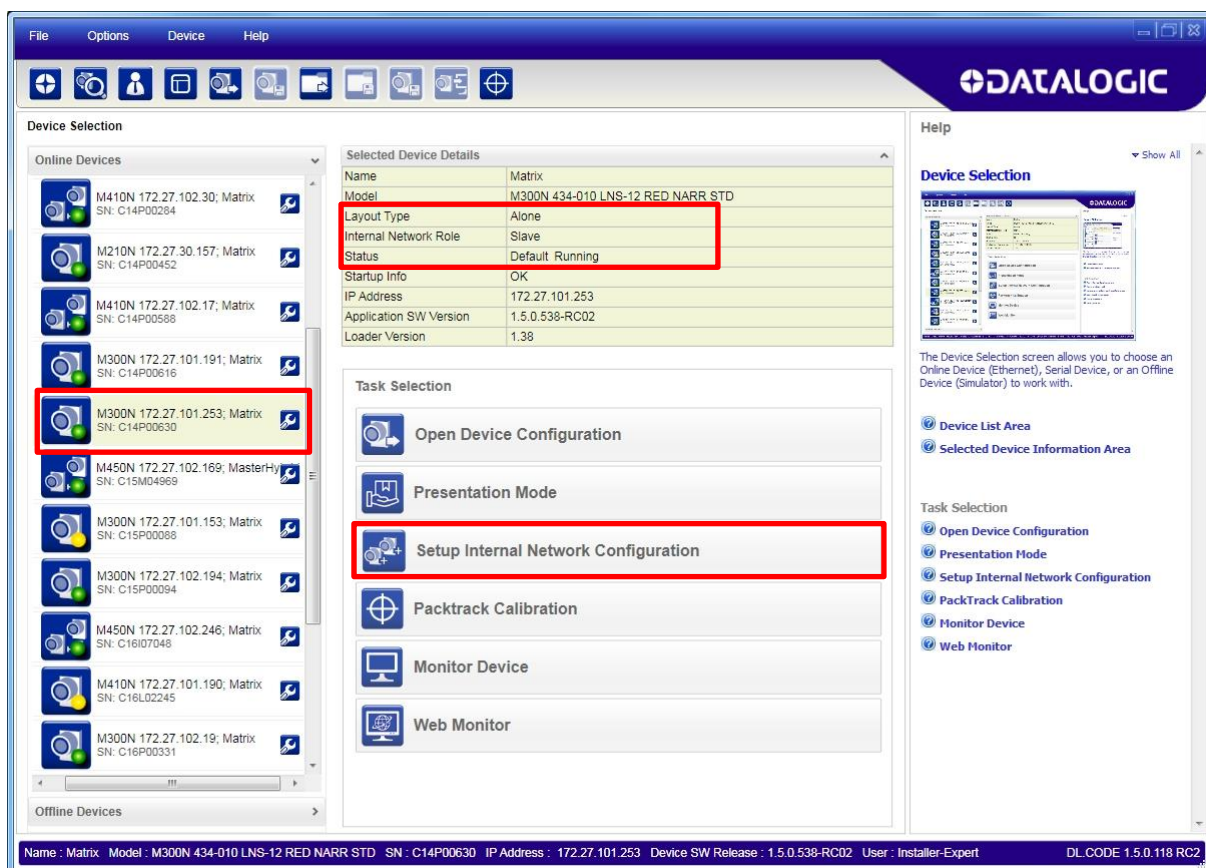 File Options Device Help
DATALOGIC
Device Selection
Online Devices
M410N 172.27.102.30; Matrix
SN: C14P00284
M210N 172.27.30.157; Matrix
SN: C14P00452
M410N 172.27.102.17; Matrix
SN: C14P00588
M300N 172.27.101.191; Matrix
SN: C14P00616
M300N 172.27.101.253; Matrix
SN: C14P00630
M450N 172.27.102.169; MasterHy
SN: C15M04969
M300N 172.27.101.153; Matrix
SN: C15P00088
M300N 172.27.102.194; Matrix
SN: C15P00094
M450N 172.27.102.246; Matrix
SN: C16I07048
M410N 172.27.101.190; Matrix
SN: C16L02245
M300N 172.27.102.19; Matrix
SN: C16P00331
Offline Devices
Selected Device Details
Name Matrix
Model M300N 434-010 LNS-12 RED NARR STD
Layout Type Alone
Internal Network Role Slave
Status Default Running
Startup Info OK
IP Address 172.27.101.253
Application SW Version 1.5.0.538-RC02
Loader Version 1.38
Task Selection
Open Device Configuration
Presentation Mode
Setup Internal Network Configuration
Packtrack Calibration
Monitor Device
Web Monitor
Help
Show All
Device Selection
The Device Selection screen allows you to choose an
Online Device (Ethernet), Serial Device, or an Offline
Device (Simulator) to work with.
Device List Area
Selected Device Information Area
Task Selection
Open Device Configuration
Presentation Mode
Setup Internal Network Configuration
PackTrack Calibration
Monitor Device
Web Monitor
Name : Matrix Model : M300N 434-010 LNS-12 RED NARR STD SN : C14P00630 IP Address : 172.27.101.253 Device SW Release : 1.5.0.538-RC02 User : Installer-Expert DL.CODE 1.5.0.118 RC2